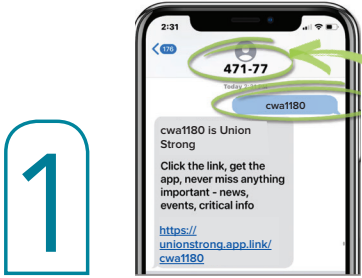 1
2:31
176
471-77
cwa1180
cwa1180 is Union
Strong
Click the link, get the
app, never miss anything
important - news,
events, critical info
https://
unionstrong.app.link/
cwa1180